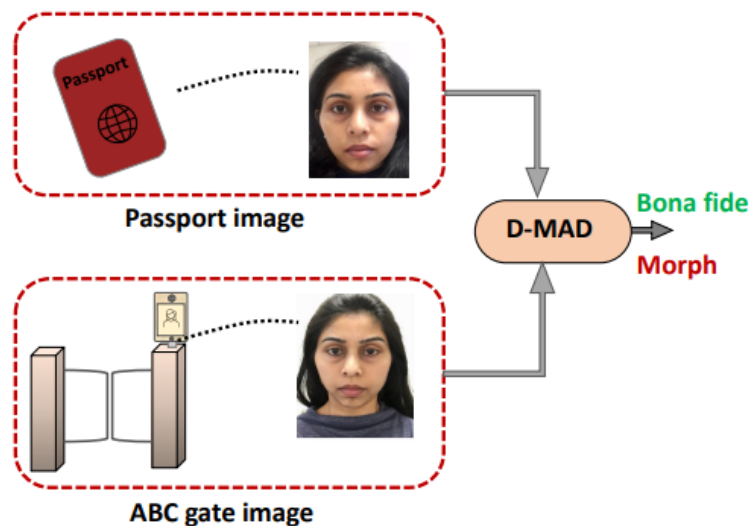 Passport
Passport image
D-MAD
Bona fide
Morph
ABC gate image